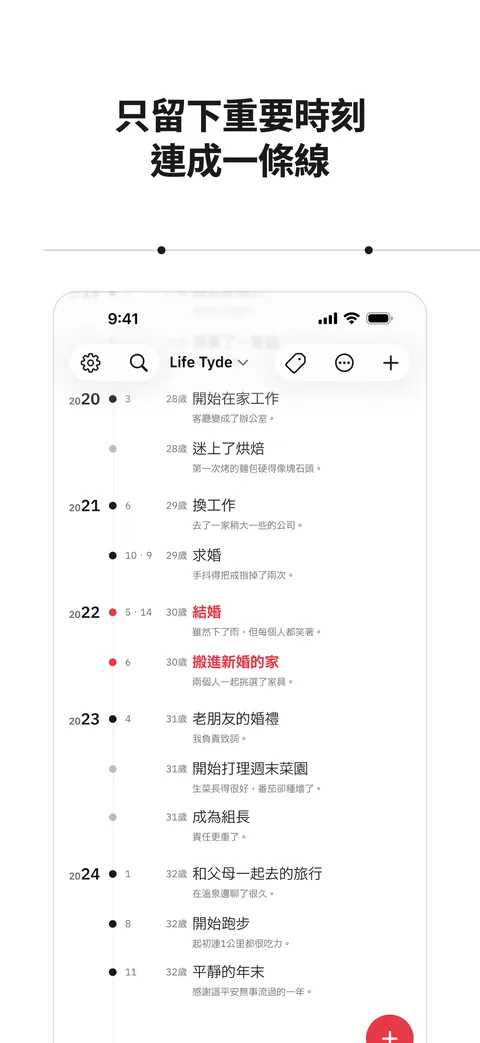 只留下重要時刻
連成一條線
9:41
Life Tyde
2020 3 28歲 開始在家工作
客廳變成了辦公室。
28歲 迷上了烘焙
第一次烤的麵包硬得像塊石頭。
2021 6 29歲 換工作
去了一家稍大一些的公司。
10·9 29歲 求婚
手抖得把戒指掉了兩次。
2022 5·14 30歲 結婚
雖然下了雨，但每個人都笑著。
6 30歲 搬進新婚的家
兩個人一起挑選了家具。
2023 4 31歲 老朋友的婚禮
我負責致詞。
31歲 開始打理週末菜園
生菜長得很好，番茄卻種壞了。
31歲 成為組長
責任更重了。
2024 1 32歲 和父母一起去的旅行
在溫泉邊聊了很久。
8 32歲 開始跑步
起初連1公里都很吃力。
11 32歲 平靜的年末
感謝這平安無事流過的一年。